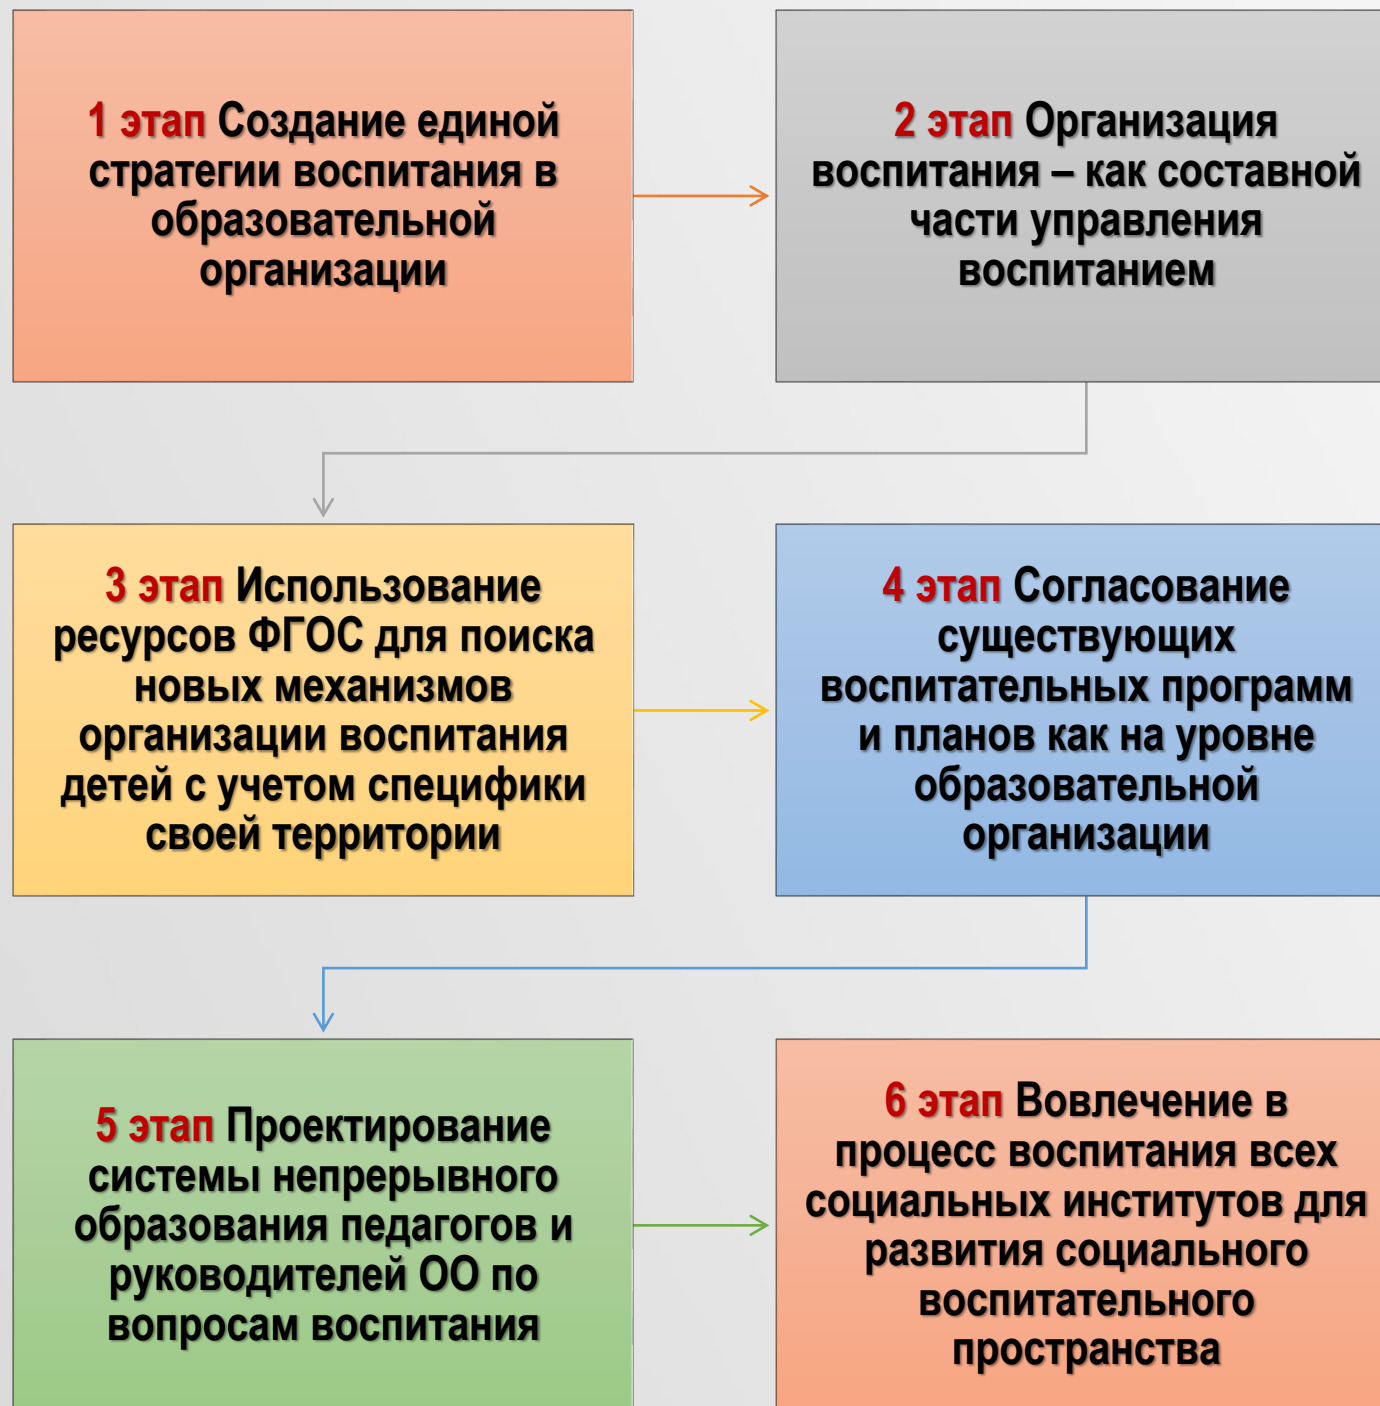 1 этап Создание единой
стратегии воспитания в
образовательной
организации
2 этап Организация
воспитания – как составной
части управления
воспитанием
3 этап Использование
ресурсов ФГОС для поиска
новых механизмов
организации воспитания
детей с учетом специфики
своей территории
4 этап Согласование
существующих
воспитательных программ
и планов как на уровне
образовательной
организации
5 этап Проектирование
системы непрерывного
образования педагогов и
руководителей ОО по
вопросам воспитания
6 этап Вовлечение в
процесс воспитания всех
социальных институтов для
развития социального
воспитательного
пространства